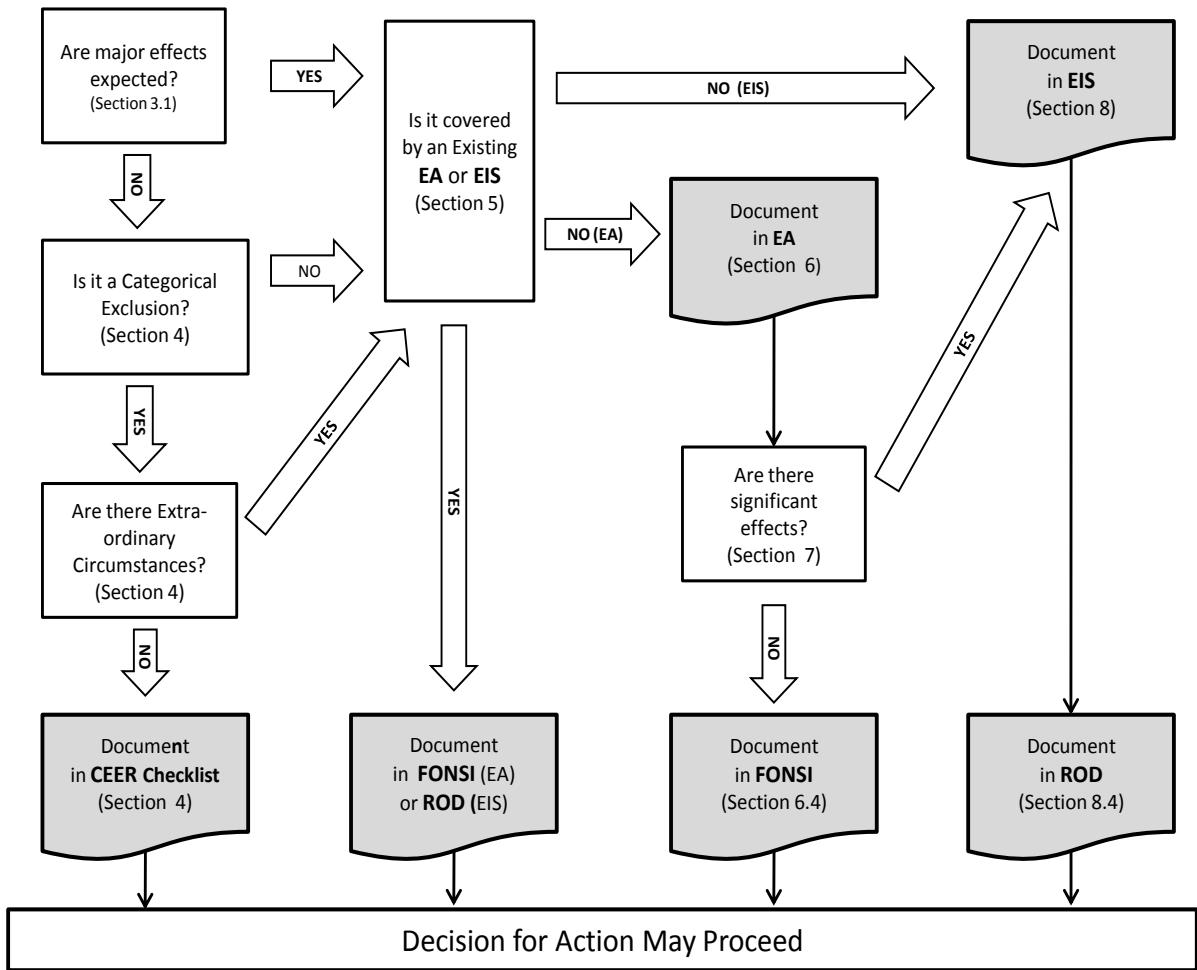 Are major effects
expected?
(Section 3.1)
YES
Is it covered
by an Existing
EA or EIS
(Section 5)
NO (EIS)
Document
in EIS
(Section 8)
NO
NO (EA)
Document
in EA
(Section 6)
Is it a Categorical
Exclusion?
(Section 4)
NO
YES
YES
YES
YES
Are there Extra-
ordinary
Circumstances?
(Section 4)
Are there
significant
effects?
(Section 7)
NO
NO
Document
in CEER Checklist
(Section 4)
Document
in FONSI (EA)
or ROD (EIS)
Document
in FONSI
(Section 6.4)
Document
in ROD
(Section 8.4)
Decision for Action May Proceed